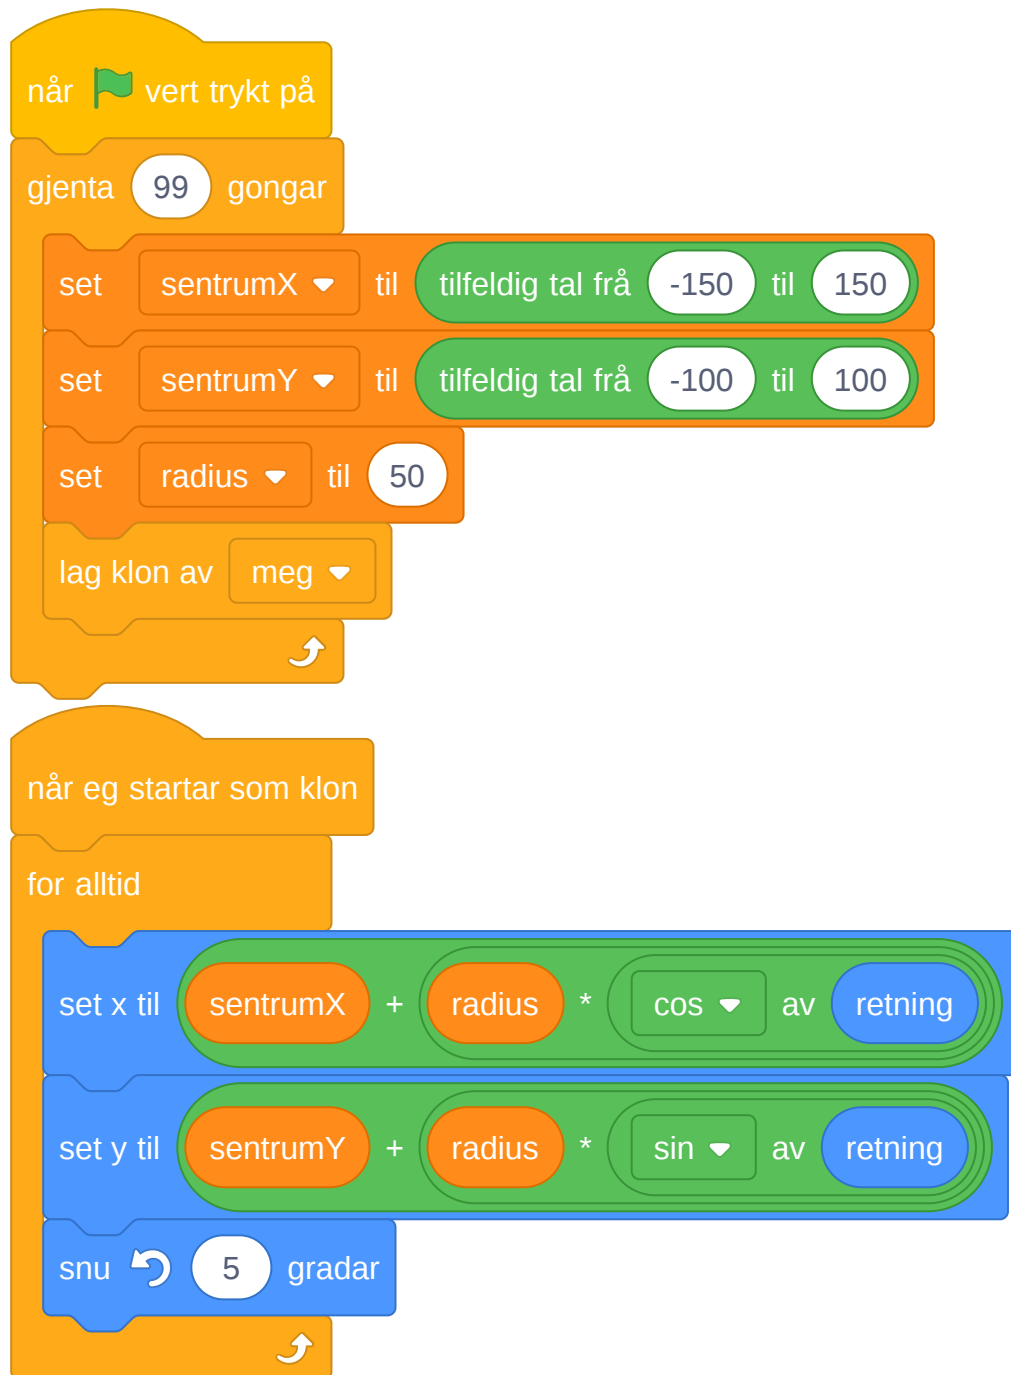 når vert trykt på
gjenta 99 gongar
set sentrumX til tilfeldig tal frå -150 til 150
set sentrumY til tilfeldig tal frå -100 til 100
set radius til 50
lag klon av meg
når eg startar som klon
for alltid
set x til sentrumX + radius * cos av retning
set y til sentrumY + radius * sin av retning
snu 5 gradar